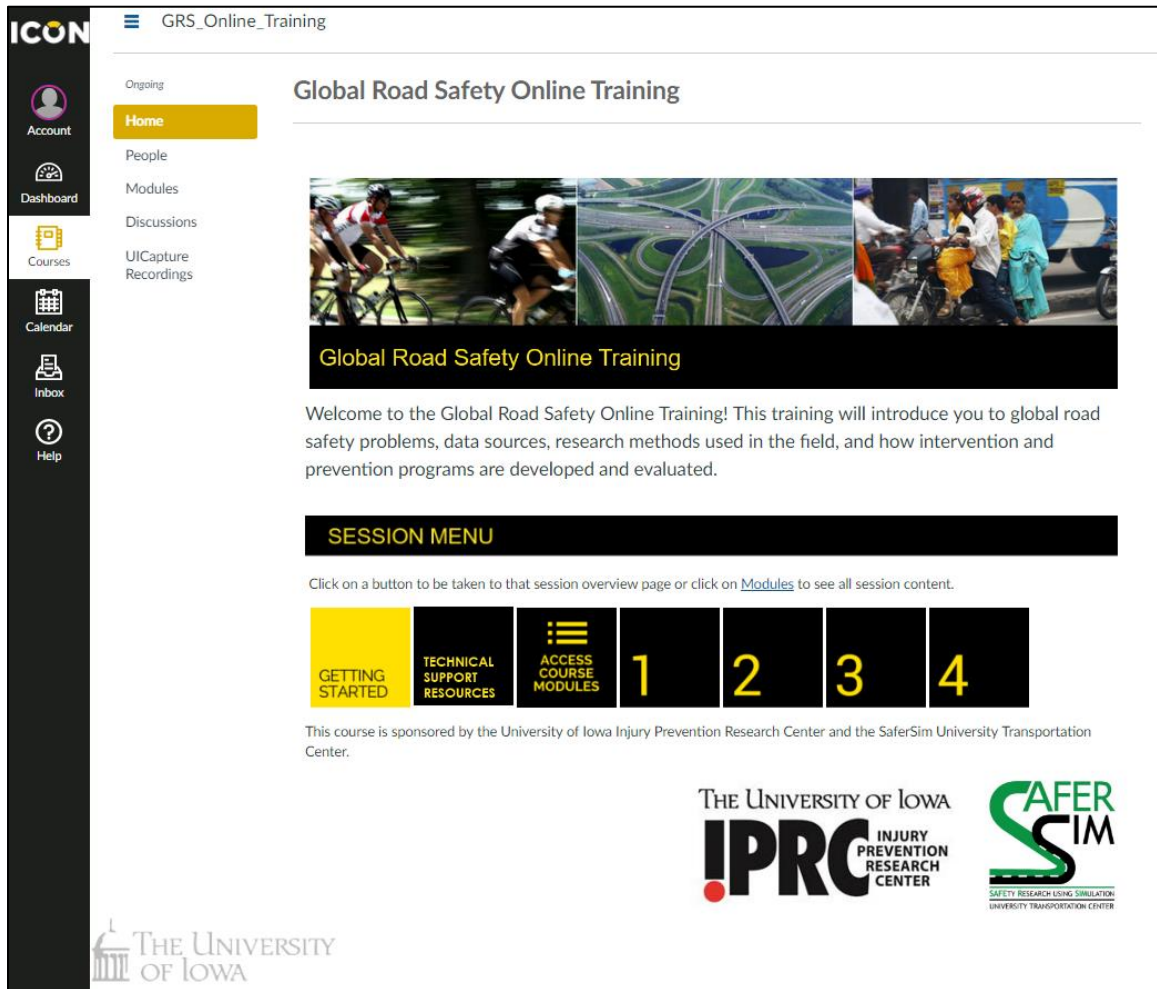 ICON
GRS_Online_Training
Account
Dashboard
Courses
Calendar
Inbox
Help
Ongoing
Home
People
Modules
Discussions
UICapture
Recordings
Global Road Safety Online Training
Global Road Safety Online Training
Welcome to the Global Road Safety Online Training! This training will introduce you to global road
safety problems, data sources, research methods used in the field, and how intervention and
prevention programs are developed and evaluated.
SESSION MENU
Click on a button to be taken to that session overview page or click on Modules to see all session content.
GETTING
STARTED
TECHNICAL
SUPPORT
RESOURCES
ACCESS
COURSE
MODULES
1
2
3
4
This course is sponsored by the University of Iowa Injury Prevention Research Center and the SaferSim University Transportation
Center.
THE UNIVERSITY OF IOWA
IPRC
INJURY
PREVENTION
RESEARCH
CENTER
SAFER
SIM
SAFETY RESEARCH USING SIMULATION
UNIVERSITY TRANSPORTATION CENTER
THE UNIVERSITY
OF IOWA